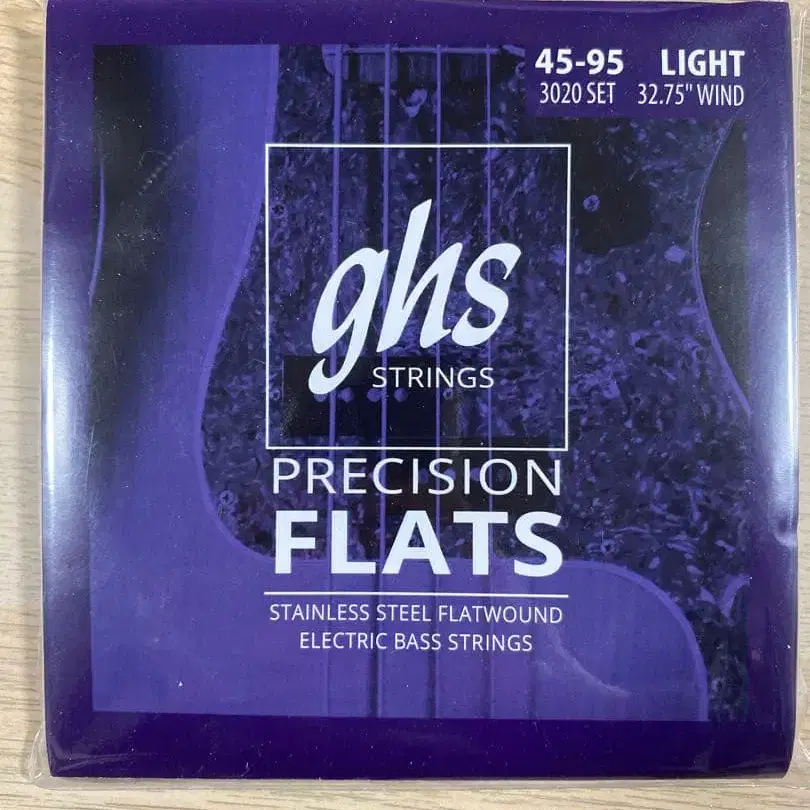 45-95 LIGHT
3020 SET 32.75" WIND
ghs
STRINGS
PRECISION
FLATS
STAINLESS STEEL FLATWOUND
ELECTRIC BASS STRINGS